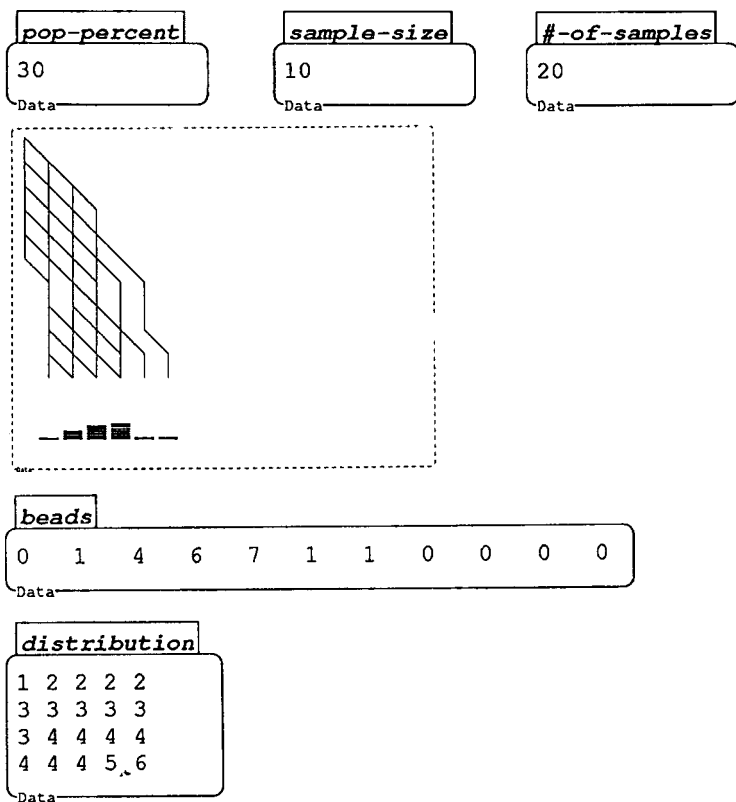 pop-percent sample-size #-of-samples
30 10 20
Data Data Data
Data
beads
0 1 4 6 7 1 1 0 0 0 0
Data
distribution
1 2 2 2 2
3 3 3 3 3
3 4 4 4 4
4 4 4 5 6
Data